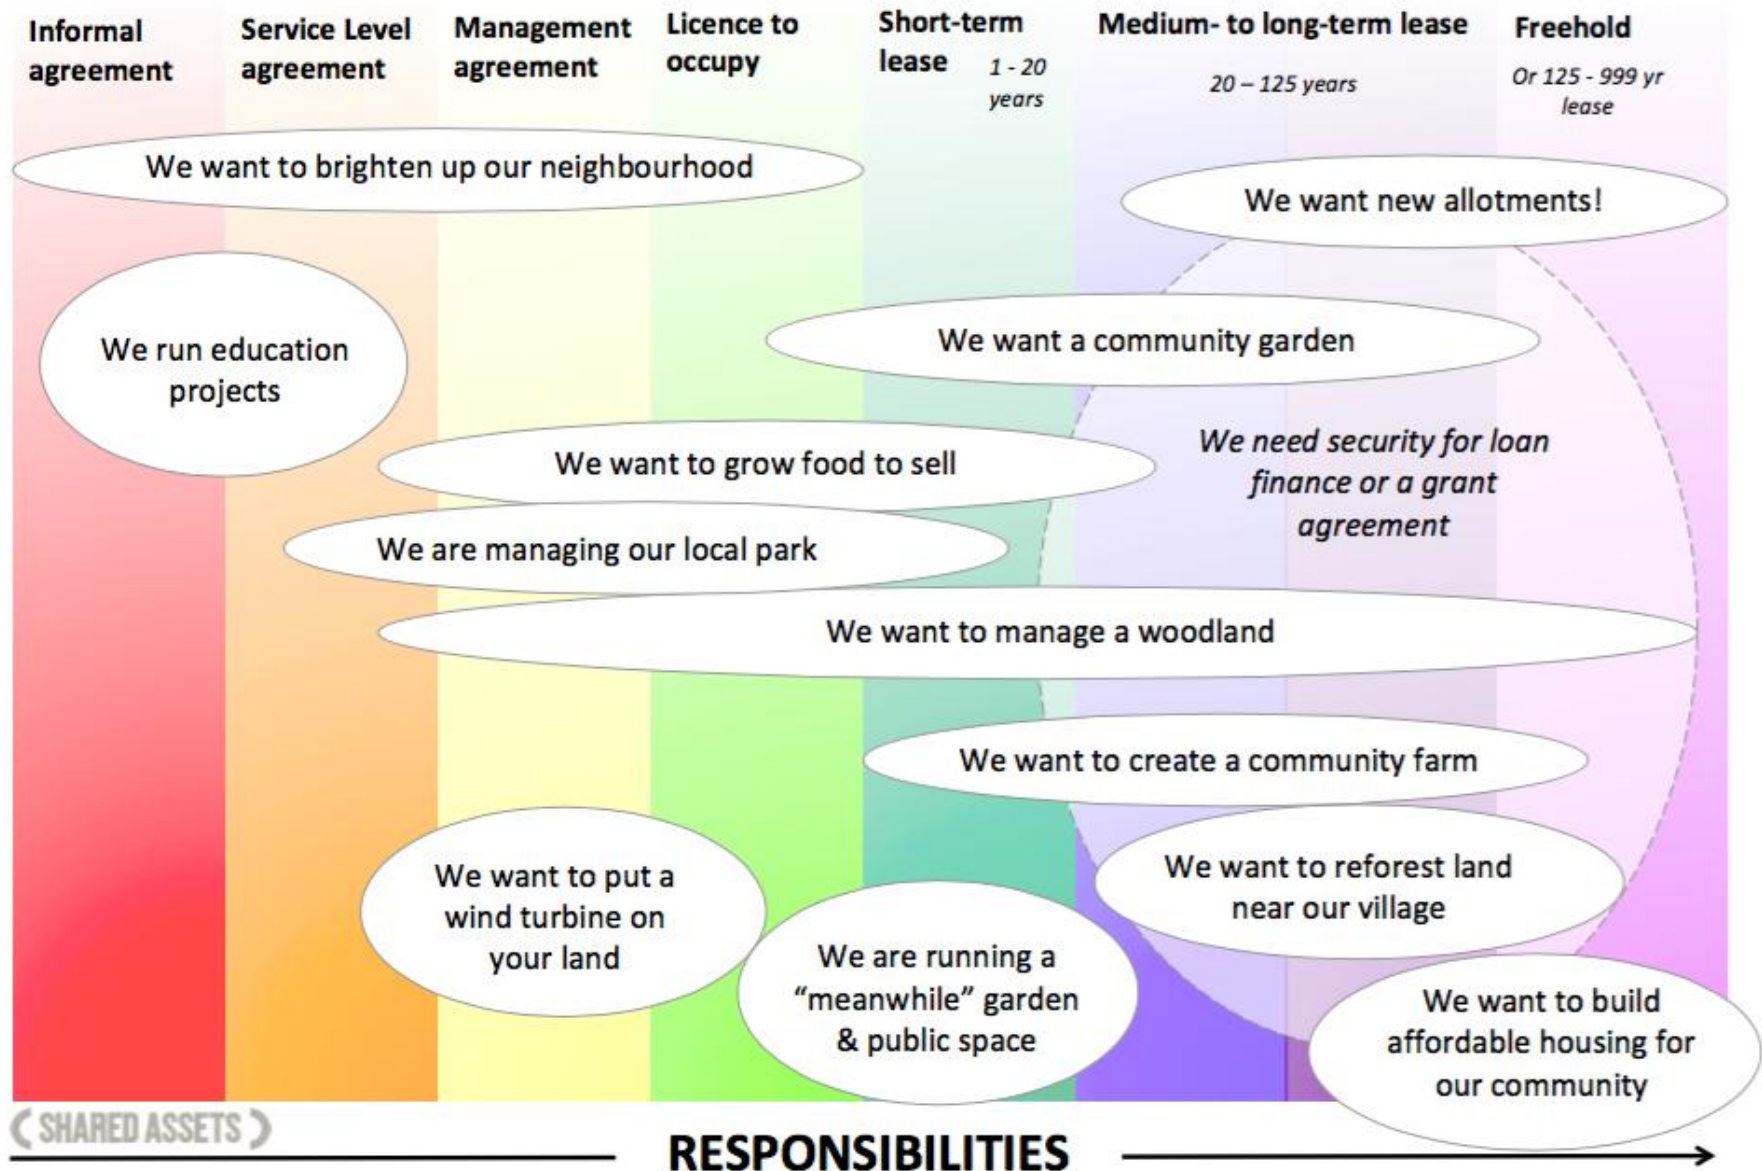 Informal
agreement
Service Level
agreement
Management
agreement
Licence to
occupy
Short-term
lease
1 - 20
years
Medium- to long-term lease
20 – 125 years
Freehold
Or 125 - 999 yr
lease
We want to brighten up our neighbourhood
We want new allotments!
We run education
projects
We want a community garden
We want to grow food to sell
We need security for loan
finance or a grant
agreement
We are managing our local park
We want to manage a woodland
We want to create a community farm
We want to put a
wind turbine on
your land
We want to reforest land
near our village
We are running a
“meanwhile” garden
& public space
We want to build
affordable housing for
our community
SHARED ASSETS
RESPONSIBILITIES